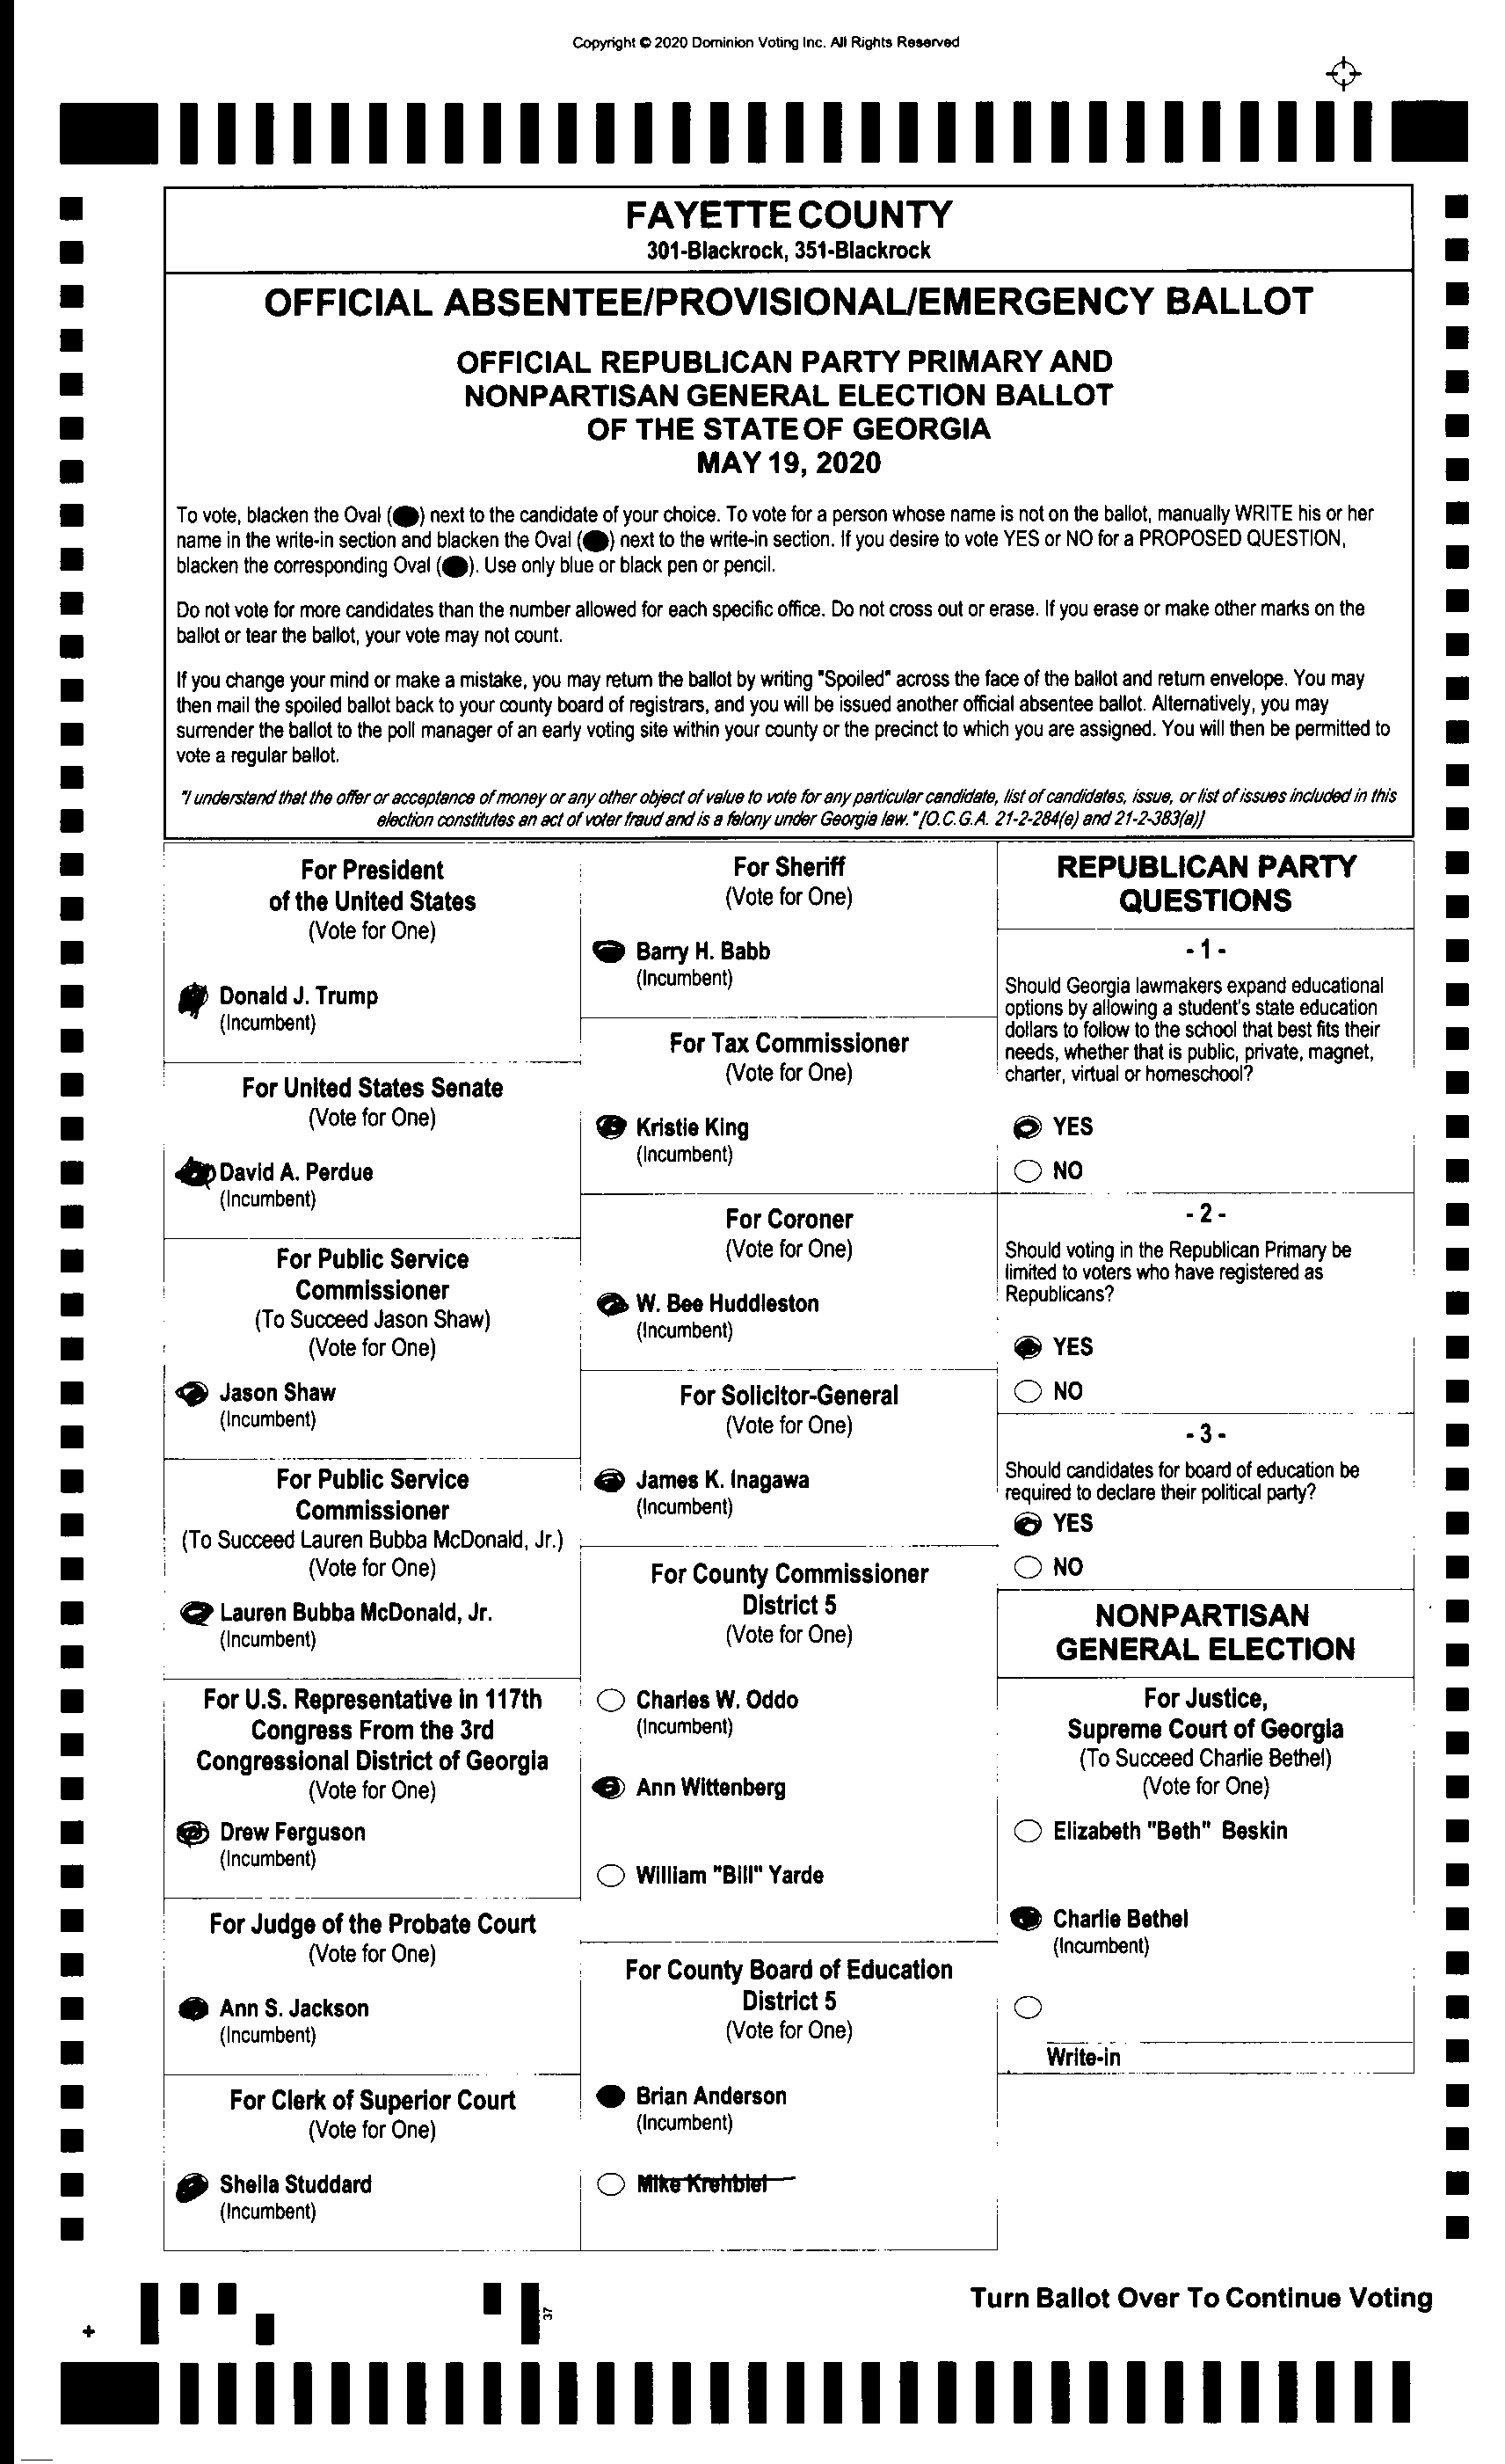 Copyright © 2020 Dominion Voting Inc. All Rights Reserved
FAYETTE COUNTY
301-Blackrock, 351-Blackrock
OFFICIAL ABSENTEE/PROVISIONAL/EMERGENCY BALLOT
OFFICIAL REPUBLICAN PARTY PRIMARY AND
NONPARTISAN GENERAL ELECTION BALLOT
OF THE STATE OF GEORGIA
MAY 19, 2020
To vote, blacken the Oval ( ) next to the candidate of your choice. To vote for a person whose name is not on the ballot, manually WRITE his or her
name in the write-in section and blacken the Oval ( ) next to the write-in section. If you desire to vote YES or NO for a PROPOSED QUESTION,
blacken the corresponding Oval ( ). Use only blue or black pen or pencil.
Do not vote for more candidates than the number allowed for each specific office. Do not cross out or erase. If you erase or make other marks on the
ballot or tear the ballot, your vote may not count.
If you change your mind or make a mistake, you may return the ballot by writing "Spoiled" across the face of the ballot and return envelope. You may
then mail the spoiled ballot back to your county board of registrars, and you will be issued another official absentee ballot. Alternatively, you may
surrender the ballot to the poll manager of an early voting site within your county or the precinct to which you are assigned. You will then be permitted to
vote a regular ballot.
"I understand that the offer or acceptance of money or any other object of value to vote for any particular candidate, list of candidates, issue, or list of issues included in this
election constitutes an act of voter fraud and is a felony under Georgia law." [O.C.G.A. 21-2-284(e) and 21-2-383(a)]
For President
of the United States
(Vote for One)
Donald J. Trump
(Incumbent)
For United States Senate
(Vote for One)
David A. Perdue
(Incumbent)
For Public Service
Commissioner
(To Succeed Jason Shaw)
(Vote for One)
Jason Shaw
(Incumbent)
For Public Service
Commissioner
(To Succeed Lauren Bubba McDonald, Jr.)
(Vote for One)
Lauren Bubba McDonald, Jr.
(Incumbent)
For U.S. Representative in 117th
Congress From the 3rd
Congressional District of Georgia
(Vote for One)
Drew Ferguson
(Incumbent)
For Judge of the Probate Court
(Vote for One)
Ann S. Jackson
(Incumbent)
For Clerk of Superior Court
(Vote for One)
Sheila Studdard
(Incumbent)
For Sheriff
(Vote for One)
Barry H. Babb
(Incumbent)
For Tax Commissioner
(Vote for One)
Kristie King
(Incumbent)
For Coroner
(Vote for One)
W. Bee Huddleston
(Incumbent)
For Solicitor-General
(Vote for One)
James K. Inagawa
(Incumbent)
For County Commissioner
District 5
(Vote for One)
Charles W. Oddo
(Incumbent)
Ann Wittenberg
William "Bill" Yarde
For County Board of Education
District 5
(Vote for One)
Brian Anderson
(Incumbent)
Mike Krehbiel
REPUBLICAN PARTY
QUESTIONS
- 1 -
Should Georgia lawmakers expand educational
options by allowing a student's state education
dollars to follow to the school that best fits their
needs, whether that is public, private, magnet,
charter, virtual or homeschool?
YES
NO
- 2 -
Should voting in the Republican Primary be
limited to voters who have registered as
Republicans?
YES
NO
- 3 -
Should candidates for board of education be
required to declare their political party?
YES
NO
NONPARTISAN
GENERAL ELECTION
For Justice,
Supreme Court of Georgia
(To Succeed Charlie Bethel)
(Vote for One)
Elizabeth "Beth" Beskin
Charlie Bethel
(Incumbent)
Write-in
Turn Ballot Over To Continue Voting
37
+